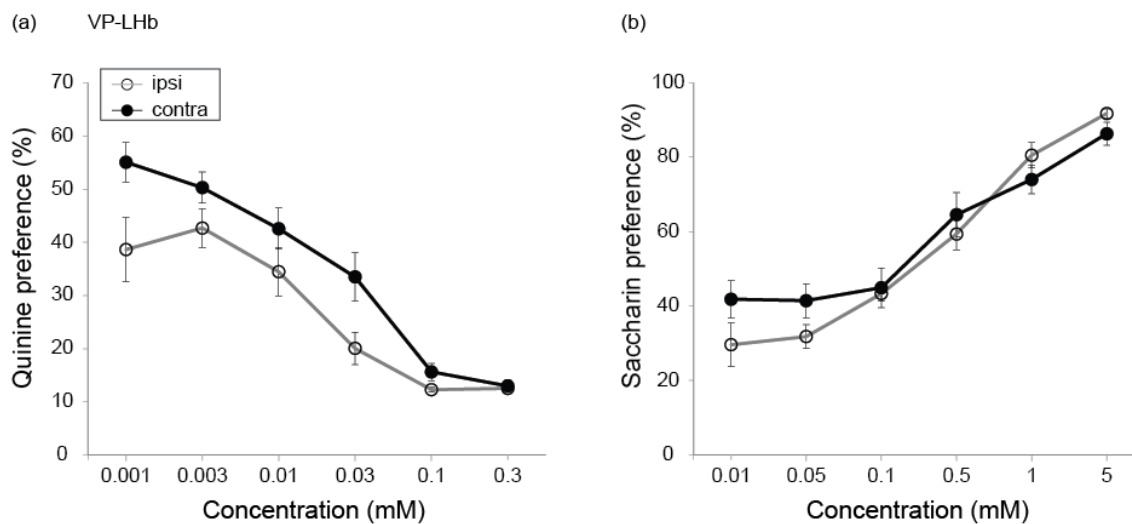 (a) VP-LHb
ipsi
contra
Quinine preference (%)
70
60
50
40
30
20
10
0
0.001 0.003 0.01 0.03 0.1 0.3
Concentration (mM)
(b)
Saccharin preference (%)
100
80
60
40
20
0
0.01 0.05 0.1 0.5 1 5
Concentration (mM)